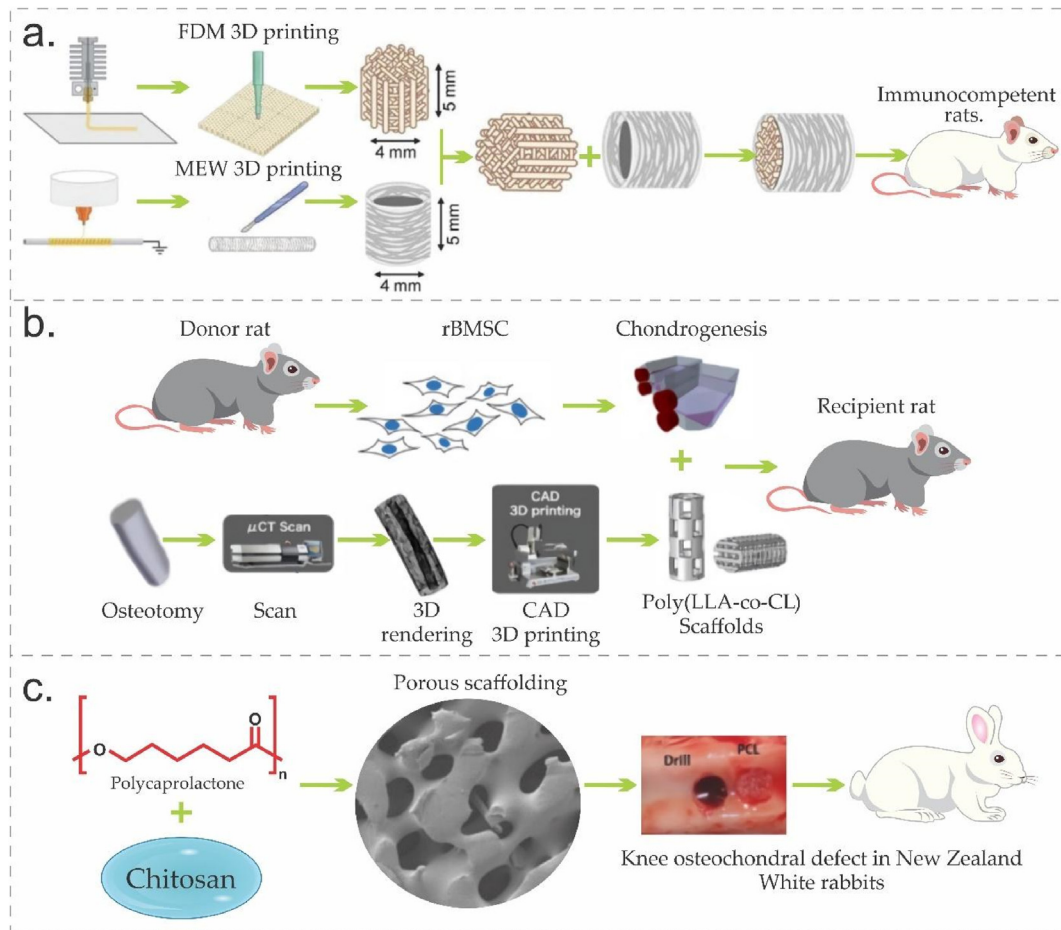 a.
FDM 3D printing
5 mm
4 mm
MEW 3D printing
5 mm
4 mm
+
Immunocompetent
rats.
b.
Donor rat
rBMSC
Chondrogenesis
+
Recipient rat
µCT Scan
CAD
3D printing
Osteotomy
Scan
3D
rendering
CAD
3D printing
Poly(LLA-co-CL)
Scaffolds
c.
Porous scaffolding
O
O
n
Polycaprolactone
+
Chitosan
Drill
PCL
Knee osteochondral defect in New Zealand
White rabbits